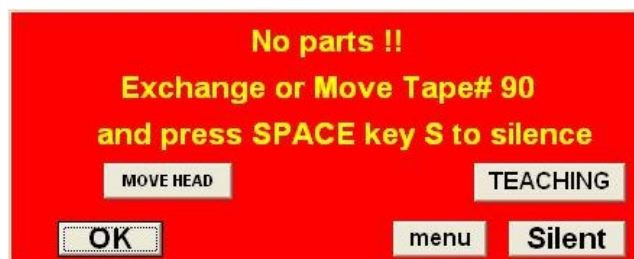 No parts !!
Exchange or Move Tape# 90
and press SPACE key S to silence
MOVE HEAD
TEACHING
OK
menu
Silent